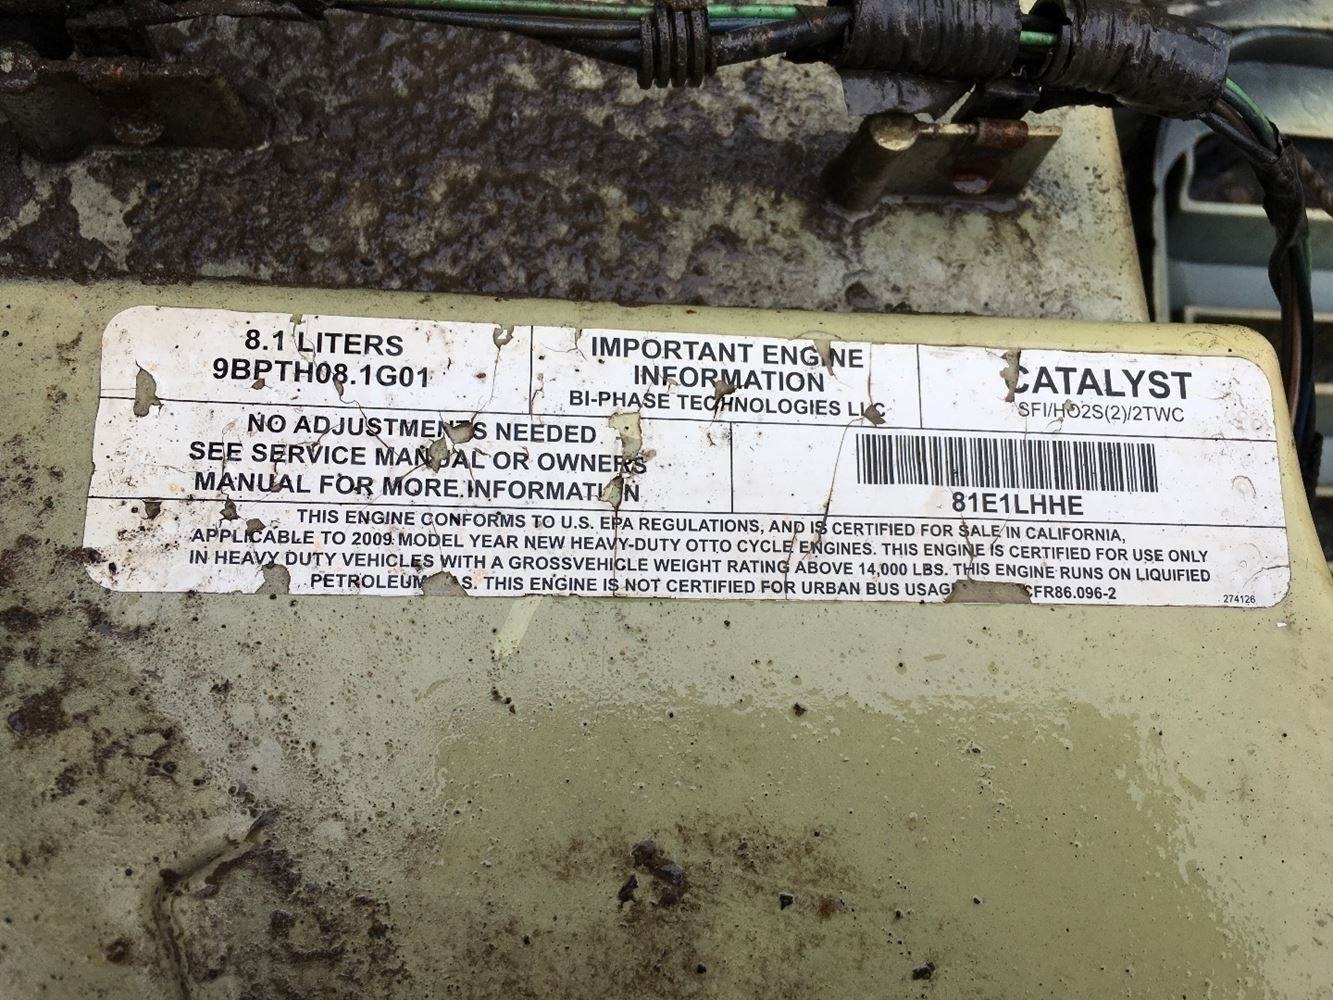 8.1 LITERS
9BPTH08.1G01
IMPORTANT ENGINE
INFORMATION
BI-PHASE TECHNOLOGIES LLC
CATALYST
SFI/HO2S(2)/2TWC
NO ADJUSTMENTS NEEDED
SEE SERVICE MANUAL OR OWNERS
MANUAL FOR MORE INFORMATION
81E1LHHE
THIS ENGINE CONFORMS TO U.S. EPA REGULATIONS, AND IS CERTIFIED FOR SALE IN CALIFORNIA,
APPLICABLE TO 2009 MODEL YEAR NEW HEAVY-DUTY OTTO CYCLE ENGINES. THIS ENGINE IS CERTIFIED FOR USE ONLY
IN HEAVY DUTY VEHICLES WITH A GROSSVEHICLE WEIGHT RATING ABOVE 14,000 LBS. THIS ENGINE RUNS ON LIQUIFIED
PETROLEUM THIS ENGINE IS NOT CERTIFIED FOR URBAN BUS CFR86.096-2
274126